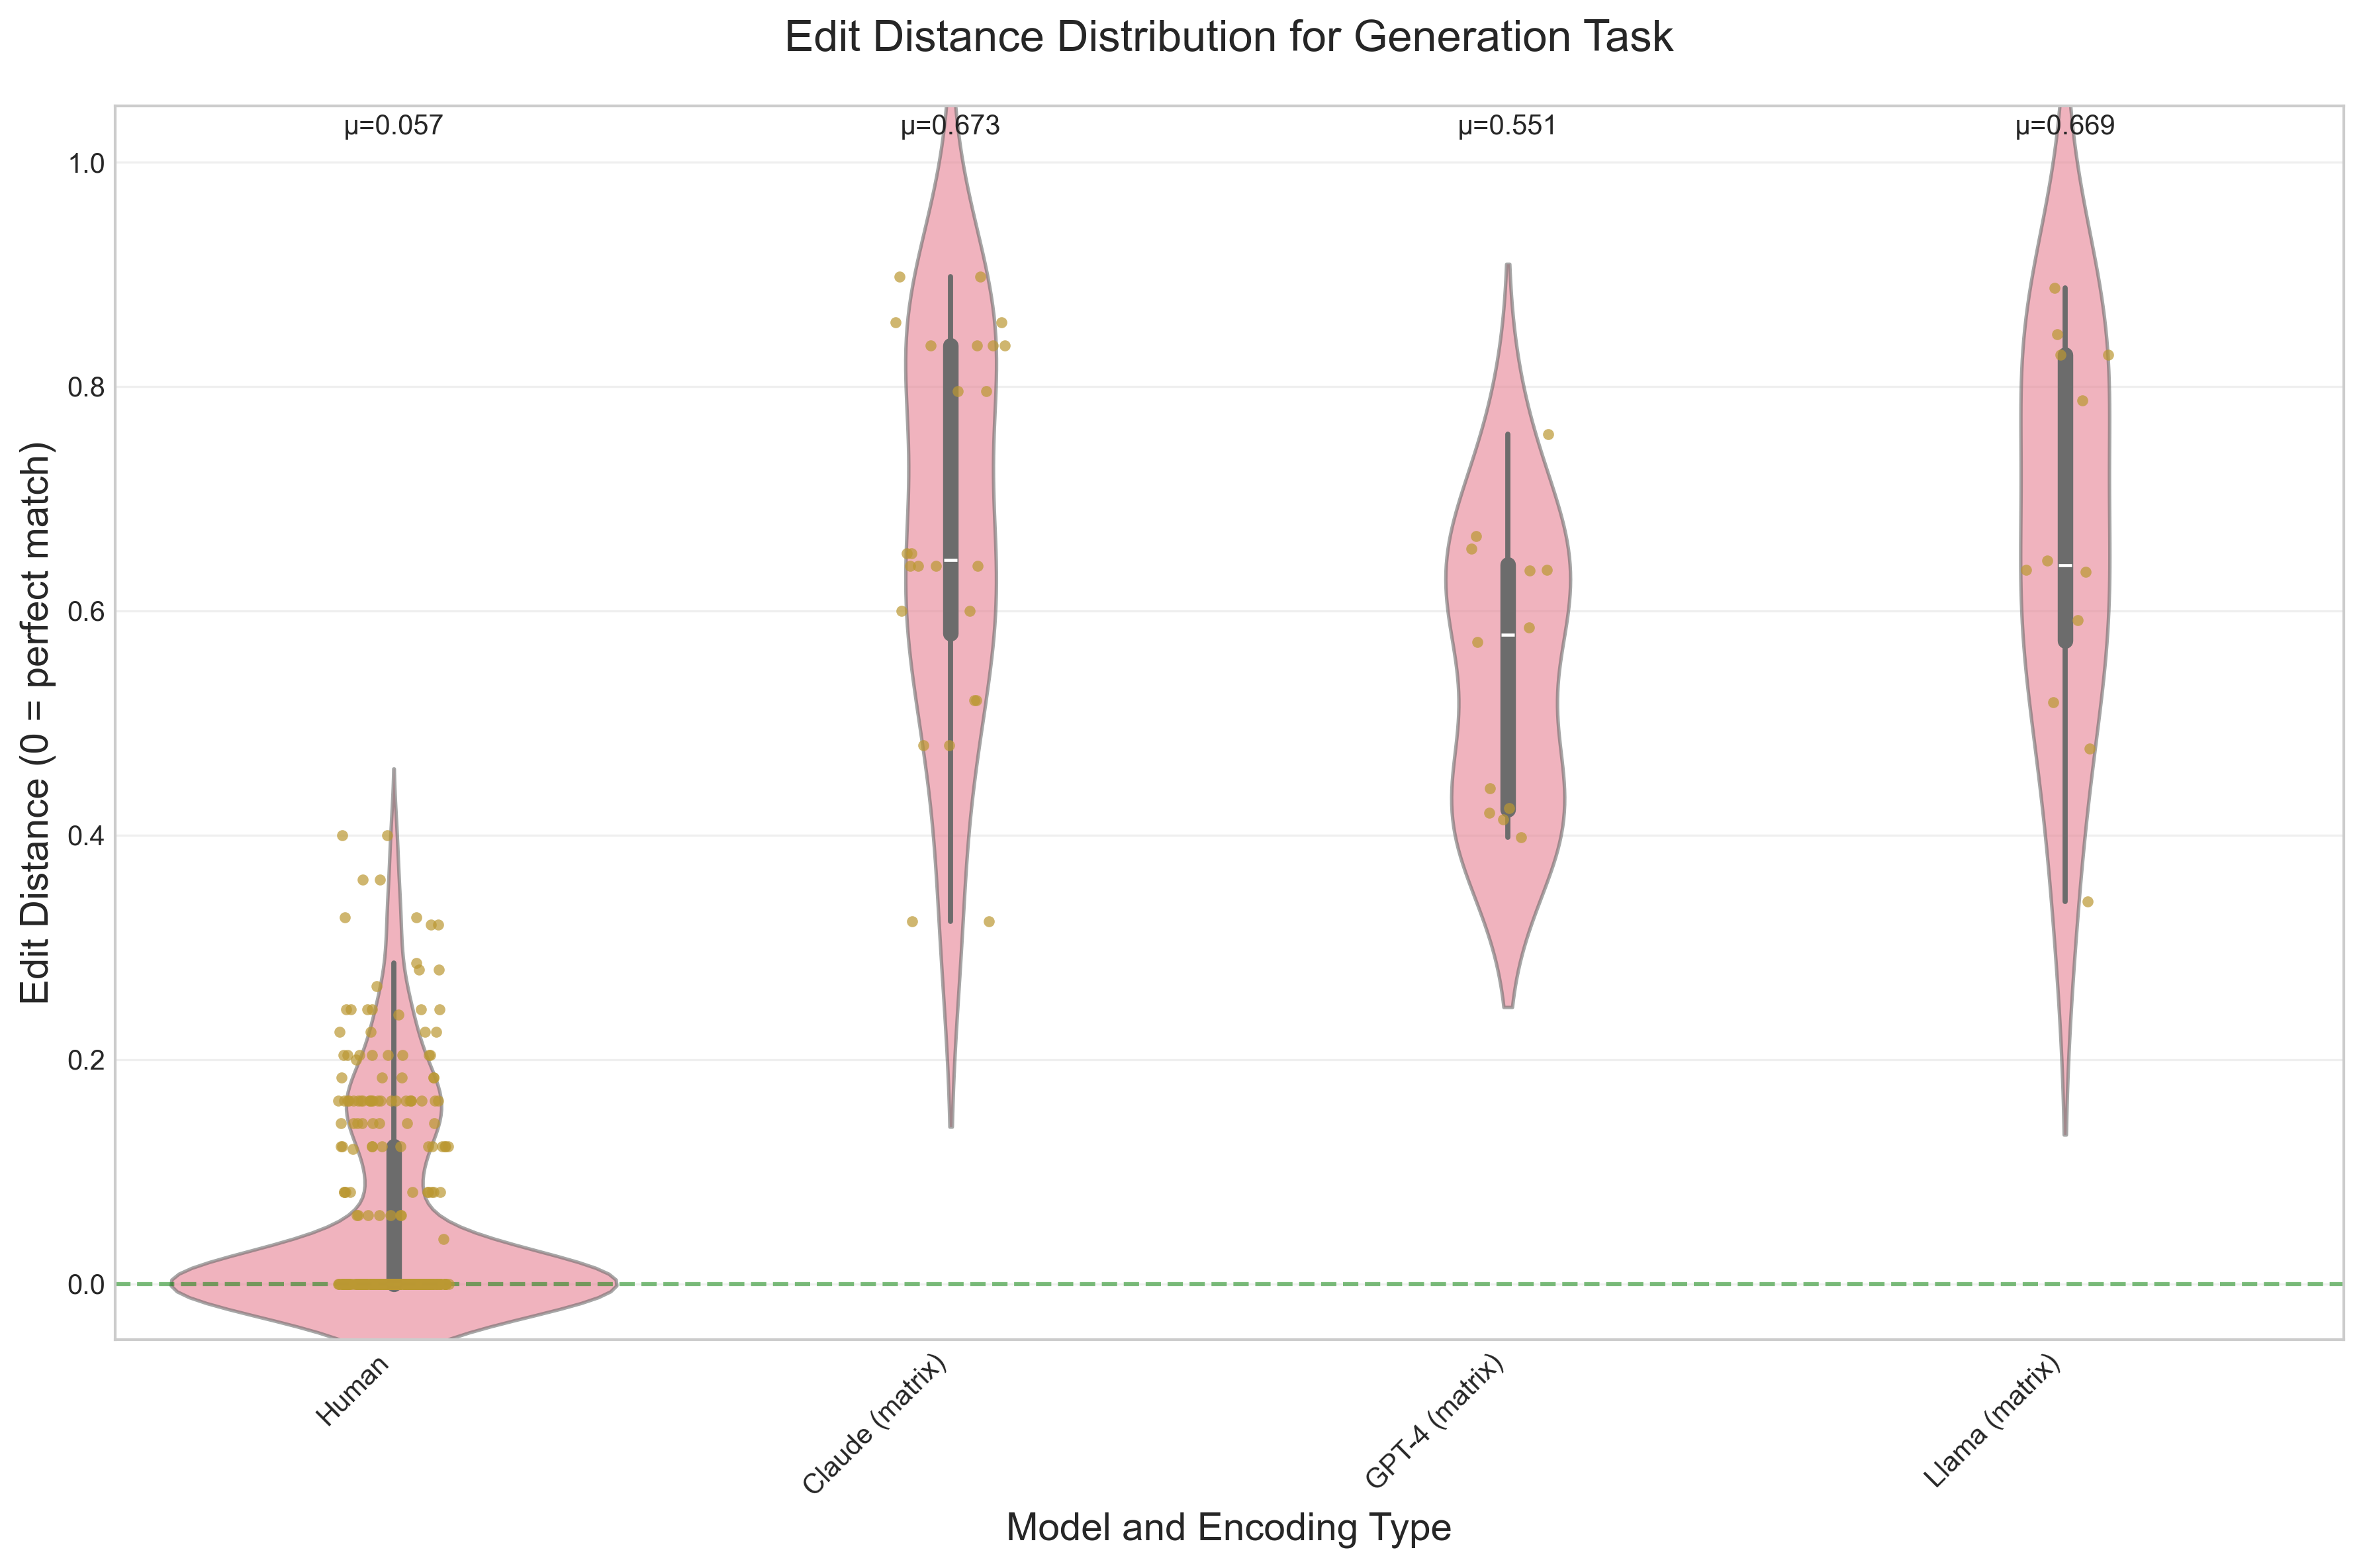 Edit Distance Distribution for Generation Task
μ=0.057
μ=0.673
μ=0.551
μ=0.669
1.0
0.8
0.6
0.4
0.2
0.0
Edit Distance (0 = perfect match)
Human
Claude (matrix)
GPT-4 (matrix)
Llama (matrix)
Model and Encoding Type